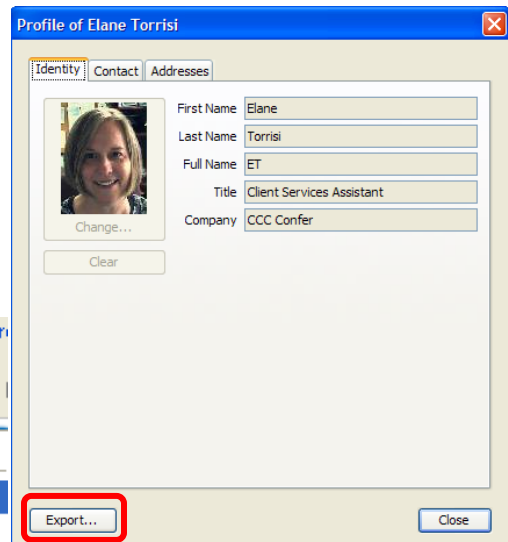 Profile of Elane Torrisi
Identity Contact Addresses
First Name Elane
Last Name Torrisi
Full Name ET
Title Client Services Assistant
Company CCC Confer
Change...
Clear
Export...
Close